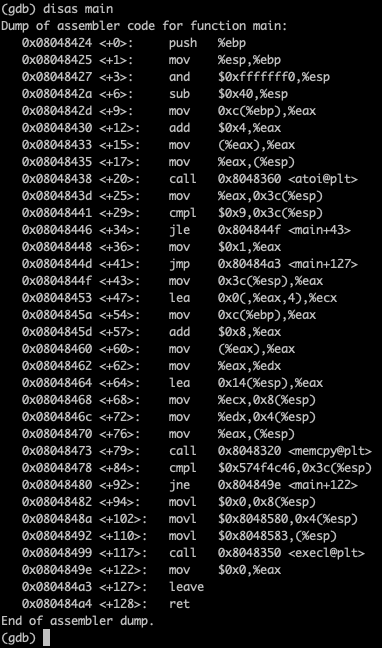 (gdb) disas main
Dump of assembler code for function main:
0x08048424 <+0>: push %ebp
0x08048425 <+1>: mov %esp,%ebp
0x08048427 <+3>: and $0xfffffff0,%esp
0x0804842a <+6>: sub $0x40,%esp
0x0804842d <+9>: mov 0xc(%ebp),%eax
0x08048430 <+12>: add $0x4,%eax
0x08048433 <+15>: mov (%eax),%eax
0x08048435 <+17>: mov %eax,(%esp)
0x08048438 <+20>: call 0x8048360 <atoi@plt>
0x0804843d <+25>: mov %eax,0x3c(%esp)
0x08048441 <+29>: cmpl $0x9,0x3c(%esp)
0x08048446 <+34>: jle 0x804844f <main+43>
0x08048448 <+36>: mov $0x1,%eax
0x0804844d <+41>: jmp 0x80484a3 <main+127>
0x0804844f <+43>: mov 0x3c(%esp),%eax
0x08048453 <+47>: lea 0x0(,%eax,4),%ecx
0x0804845a <+54>: mov 0xc(%ebp),%eax
0x0804845d <+57>: add $0x8,%eax
0x08048460 <+60>: mov (%eax),%eax
0x08048462 <+62>: mov %eax,%edx
0x08048464 <+64>: lea 0x14(%esp),%eax
0x08048468 <+68>: mov %ecx,0x8(%esp)
0x0804846c <+72>: mov %edx,0x4(%esp)
0x08048470 <+76>: mov %eax,(%esp)
0x08048473 <+79>: call 0x8048320 <memcpy@plt>
0x08048478 <+84>: cmpl $0x574f4c46,0x3c(%esp)
0x08048480 <+92>: jne 0x804849e <main+122>
0x08048482 <+94>: movl $0x0,0x8(%esp)
0x0804848a <+102>: movl $0x8048580,0x4(%esp)
0x08048492 <+110>: movl $0x8048583,(%esp)
0x08048499 <+117>: call 0x8048350 <execl@plt>
0x0804849e <+122>: mov $0x0,%eax
0x080484a3 <+127>: leave
0x080484a4 <+128>: ret
End of assembler dump.
(gdb)